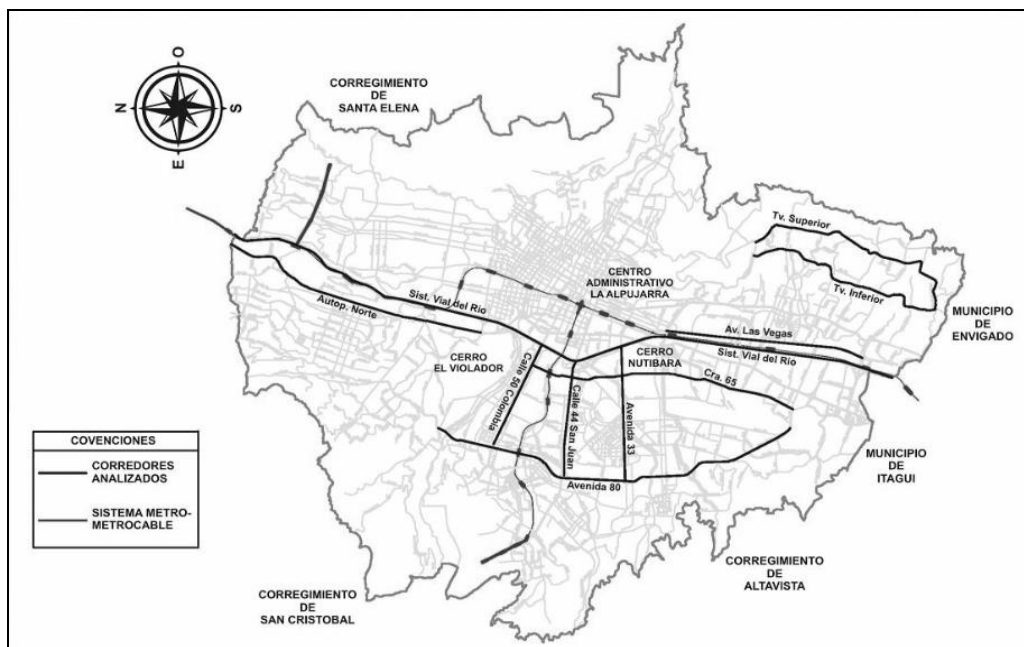 O
N
S
E
CORREGIMIENTO
DE
SANTA ELENA
Tv. Superior
Tv. Inferior
CENTRO
ADMINISTRATIVO
LA ALPUJARRA
Sist. Vial del Rio
Autop. Norte
MUNICIPIO
DE
ENVIGADO
Av. Las Vegas
Sist. Vial del Rio
CERRO
EL VIOLADOR
CERRO
NUTIBARA
Cra. 65
Calle 50 Colombia
Calle 44 San Juan
Avenida 33
Avenida 80
COVENCIONES
CORREDORES
ANALIZADOS
SISTEMA METRO-
METROCABLE
MUNICIPIO
DE
ITAGUI
CORREGIMIENTO
DE
ALTAVISTA
CORREGIMIENTO
DE
SAN CRISTOBAL